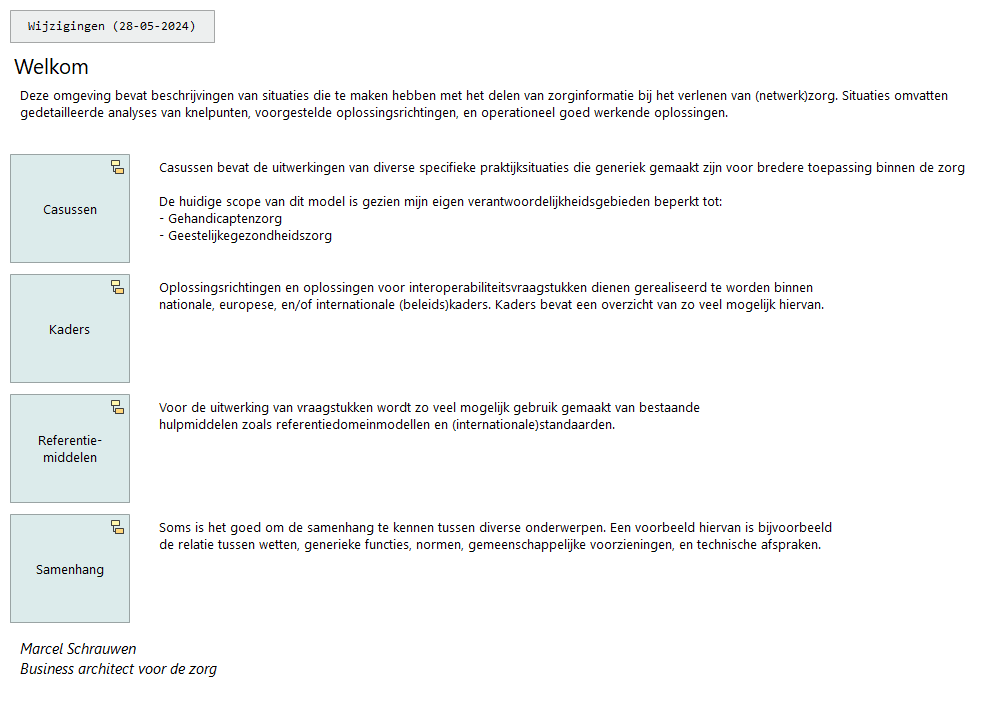 Wijzigingen (28-05-2024)
Welkom
Deze omgeving bevat beschrijvingen van situaties die te maken hebben met het delen van zorginformatie bij het verlenen van (netwerk)zorg. Situaties omvatten
gedetailleerde analyses van knelpunten, voorgestelde oplossingsrichtingen, en operationeel goed werkende oplossingen.
Casussen
Casussen bevat de uitwerkingen van diverse specifieke praktijksituaties die generiek gemaakt zijn voor bredere toepassing binnen de zorg
De huidige scope van dit model is gezien mijn eigen verantwoordelijkheidsgebieden beperkt tot:
- Gehandicaptenzorg
- Geestelijkegezondheidszorg
Kaders
Oplossingsrichtingen en oplossingen voor interoperabiliteitsvraagstukken dienen gerealiseerd te worden binnen
nationale, europese, en/of internationale (beleids)kaders. Kaders bevat een overzicht van zo veel mogelijk hiervan.
Referentie-
middelen
Voor de uitwerking van vraagstukken wordt zo veel mogelijk gebruik gemaakt van bestaande
hulpmiddelen zoals referentiedomeinmodellen en (internationale)standaarden.
Samenhang
Soms is het goed om de samenhang te kennen tussen diverse onderwerpen. Een voorbeeld hiervan is bijvoorbeeld
de relatie tussen wetten, generieke functies, normen, gemeenschappelijke voorzieningen, en technische afspraken.
Marcel Schrauwen
Business architect voor de zorg